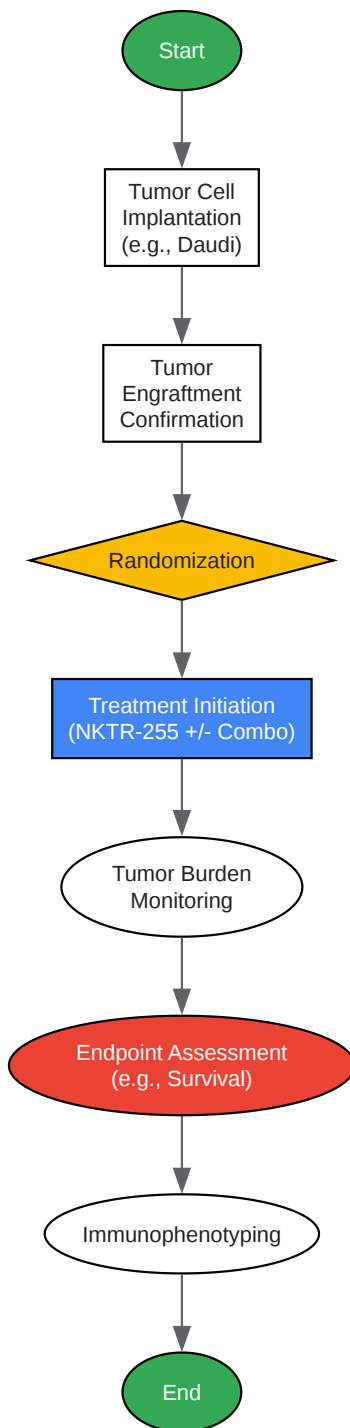 Start
Tumor Cell
Implantation
(e.g., Daudi)
Tumor
Engraftment
Confirmation
Randomization
Treatment Initiation
(NKTR-255 +/- Combo)
Tumor Burden
Monitoring
Endpoint Assessment
(e.g., Survival)
Immunophenotyping
End